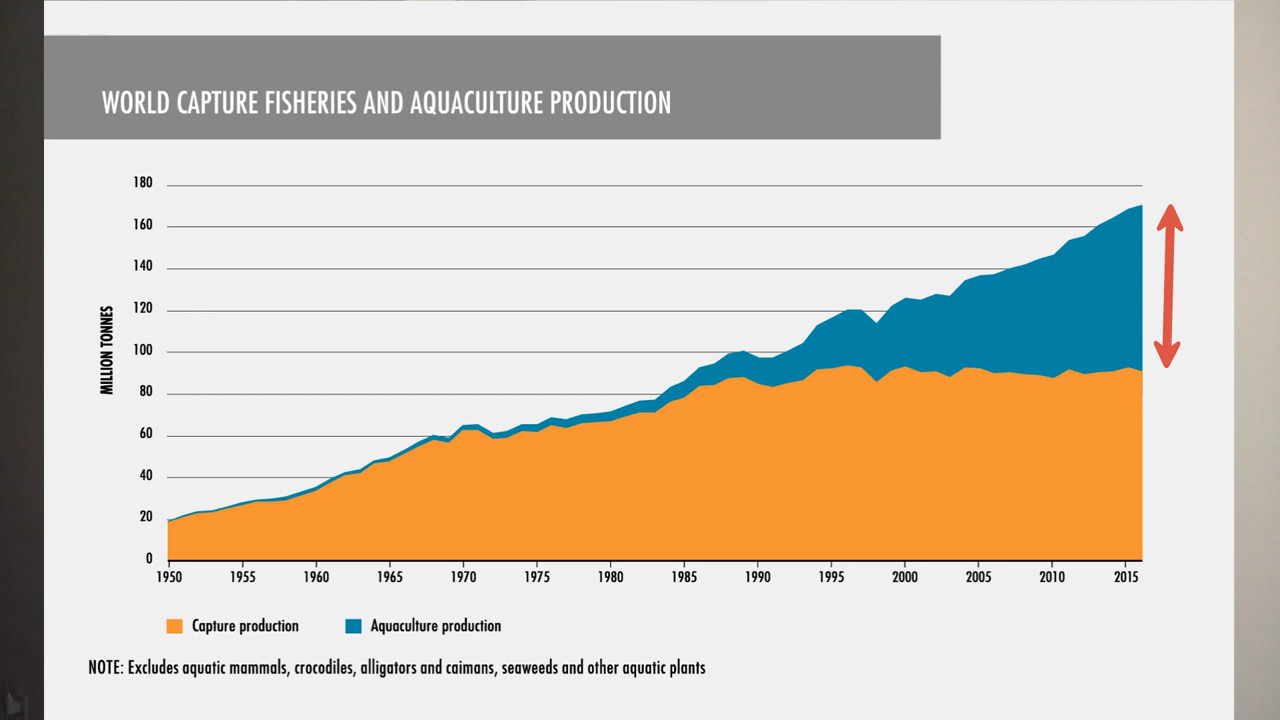 WORLD CAPTURE FISHERIES AND AQUACULTURE PRODUCTION
180
160
140
120
100
80
60
40
20
0
MILLION TONNES
1950 1955 1960 1965 1970 1975 1980 1985 1990 1995 2000 2005 2010 2015
Capture production Aquaculture production
NOTE: Excludes aquatic mammals, crocodiles, alligators and caimans, seaweeds and other aquatic plants